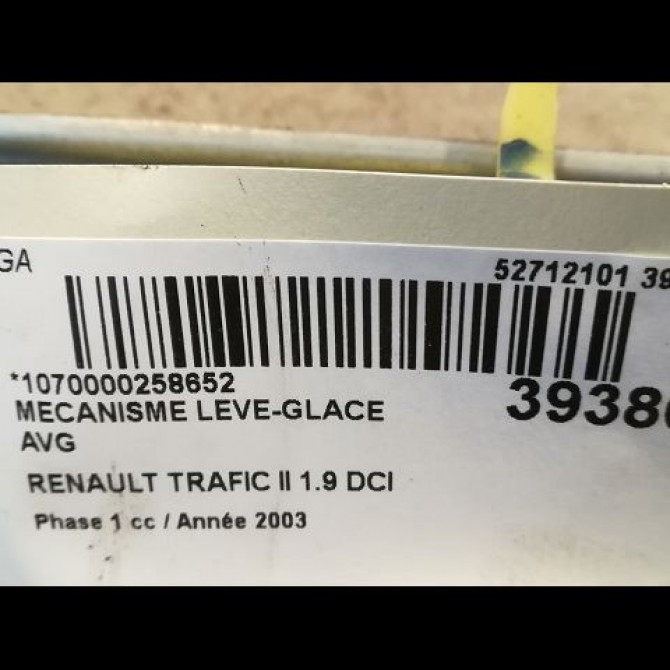 GA
52712101 39
*1070000258652
MECANISME LEVE-GLACE
3938
AVG
RENAULT TRAFIC II 1.9 DCI
Phase 1 cc / Année 2003